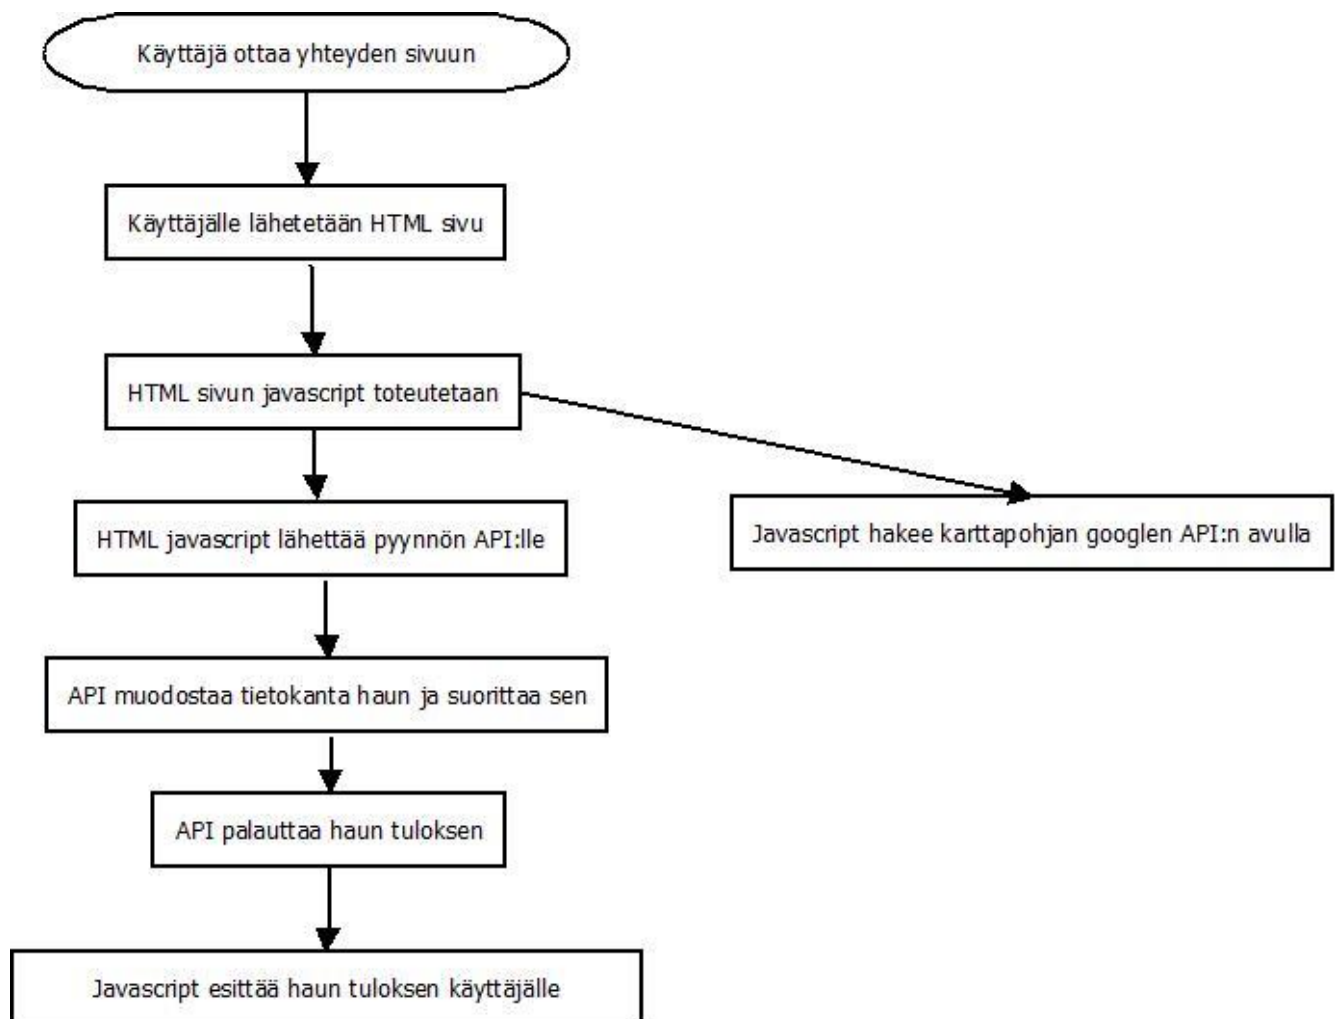 Käyttäjä ottaa yhteyden sivuun
Käyttäjälle lähetetään HTML sivu
HTML sivun javascript toteutetaan
HTML javascript lähettää pyynnön API:lle
Javascript hakee karttapohjan googlen API:n avulla
API muodostaa tietokanta haun ja suorittaa sen
API palauttaa haun tuloksen
Javascript esittää haun tuloksen käyttäjälle